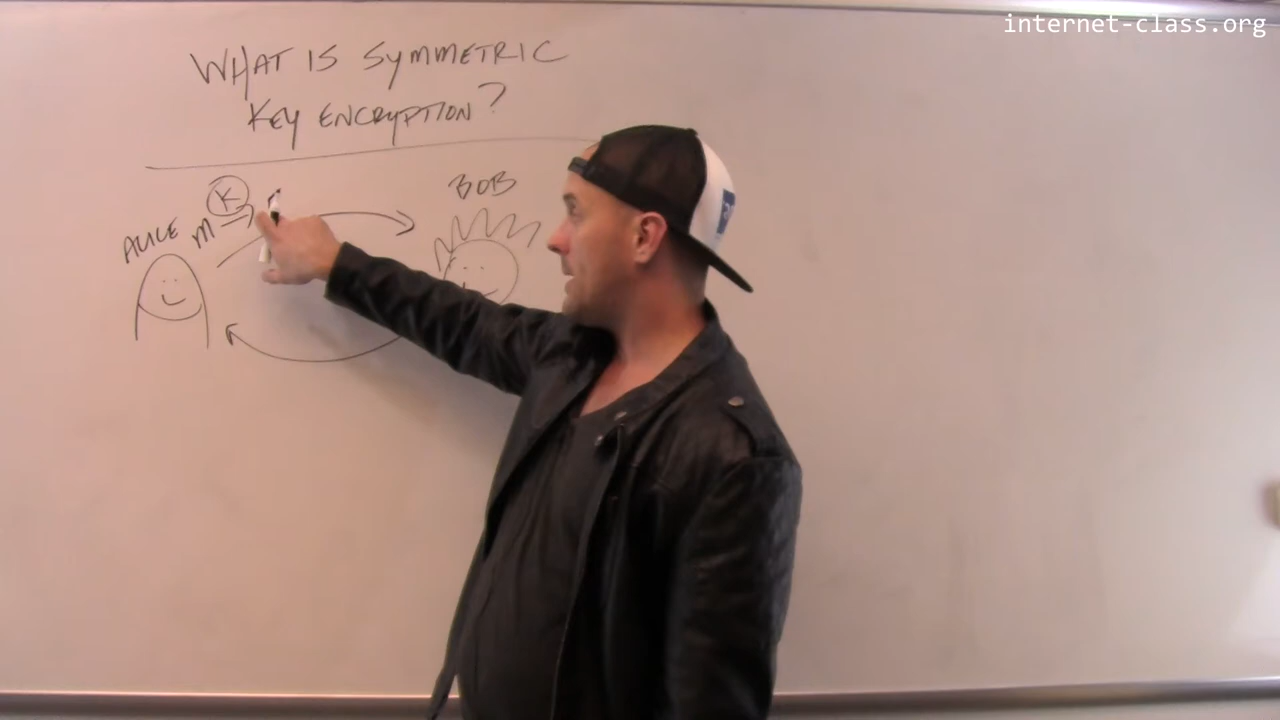 internet-class.org
WHAT IS SYMMETRIC
KEY ENCRYPTION?
K
BOB
ALICE
m